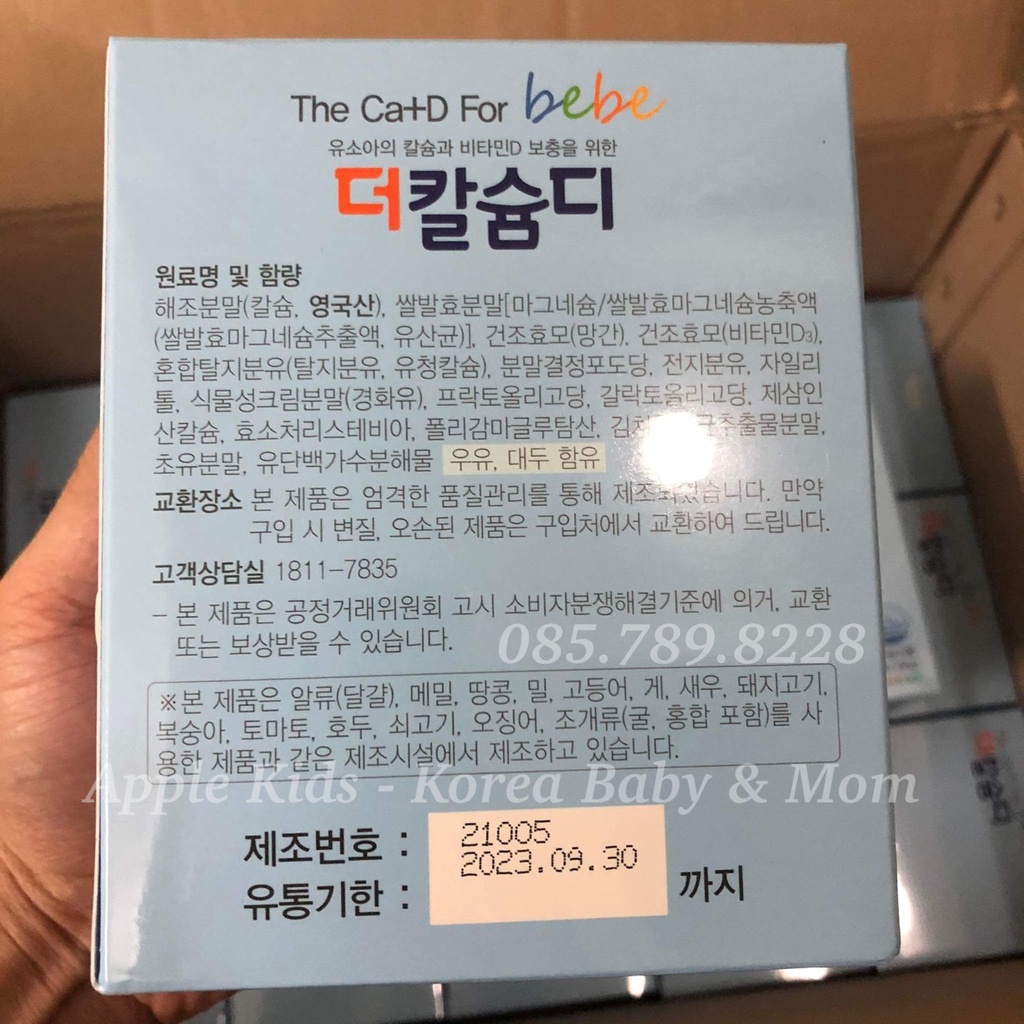 The Ca+D For bebe
유소아의 칼슘과 비타민D 보충을 위한
더칼슘디
원료명 및 함량
해조분말(칼슘, 영국산), 쌀발효분말[마그네슘/쌀발효마그네슘농축액
(쌀발효마그네슘추출액, 유산균)], 건조효모(망간), 건조효모(비타민D₃),
혼합탈지분유(탈지분유, 유청칼슘), 분말결정포도당, 전지분유, 자일리
톨, 식물성크림분말(경화유), 프락토올리고당, 갈락토올리고당, 제삼인
산칼슘, 효소처리스테비아, 폴리감마글루탐산,
초유분말, 유단백가수분해물 우유, 대두 함유
교환장소 본 제품은 엄격한 품질관리를 통해 제조되었습니다. 만약
구입 시 변질, 오손된 제품은 구입처에서 교환하여 드립니다.
고객상담실 1811-7835
- 본 제품은 공정거래위원회 고시 소비자분쟁해결기준에 의거, 교환
또는 보상받을 수 있습니다.
085.789.8228
※본 제품은 알류(달걀), 메밀, 땅콩, 밀, 고등어, 게, 새우, 돼지고기,
복숭아, 토마토, 호두, 쇠고기, 오징어, 조개류(굴, 홍합 포함)를 사
용한 제품과 같은 제조시설에서 제조하고 있습니다.
Apple Kids - Korea Baby & Mom
제조번호 : 21005
유통기한 : 2023.09.30 까지